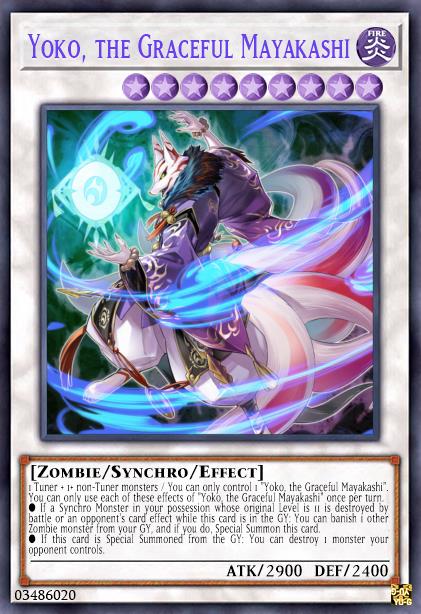 Yoko, the Graceful Mayakashi
FIRE
炎
[Zombie/Synchro/Effect]
1 Tuner + 1+ non-Tuner monsters / You can only control 1 "Yoko, the Graceful Mayakashi".
You can only use each of these effects of "Yoko, the Graceful Mayakashi" once per turn.
● If a Synchro Monster in your possession whose original Level is 11 is destroyed by
battle or an opponent's card effect while this card is in the GY: You can banish 1 other
Zombie monster from your GY, and if you do, Special Summon this card.
● If this card is Special Summoned from the GY: You can destroy 1 monster your
opponent controls.
ATK/2900 DEF/2400
03486020